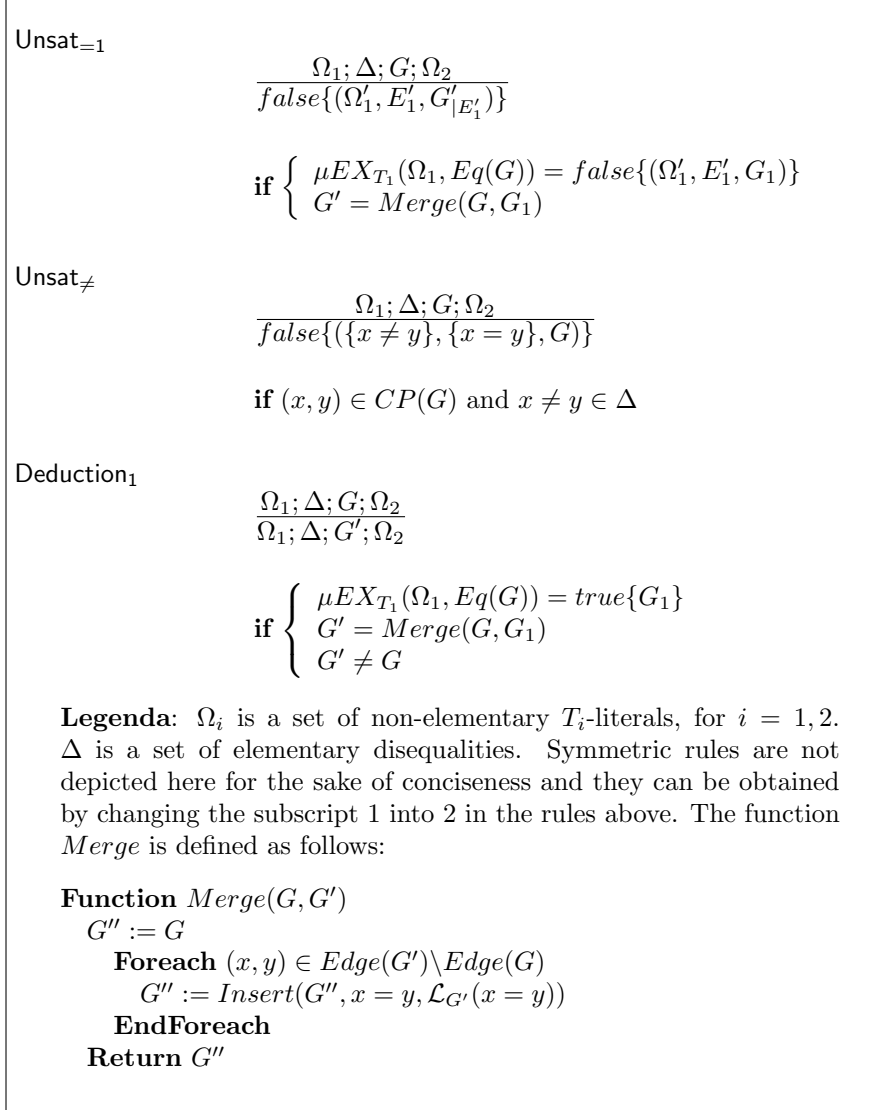 Unsat=1
Ω1; Δ; G; Ω2
false{(Ω′1, E′1, G′|E′1)}
if { μEXT1(Ω1, Eq(G)) = false{(Ω′1, E′1, G1)}
G′ = Merge(G, G1)
Unsat≠
Ω1; Δ; G; Ω2
false{({x ≠ y}, {x = y}, G)}
if (x, y) ∈ CP(G) and x ≠ y ∈ Δ
Deduction1
Ω1; Δ; G; Ω2
Ω1; Δ; G′; Ω2
if { μEXT1(Ω1, Eq(G)) = true{G1}
G′ = Merge(G, G1)
G′ ≠ G
Legenda: Ωi is a set of non-elementary Ti-literals, for i = 1, 2.
Δ is a set of elementary disequalities. Symmetric rules are not
depicted here for the sake of conciseness and they can be obtained
by changing the subscript 1 into 2 in the rules above. The function
Merge is defined as follows:
Function Merge(G, G′)
G′′ := G
Foreach (x, y) ∈ Edge(G′)\Edge(G)
G′′ := Insert(G′′, x = y, ℒG′(x = y))
EndForeach
Return G′′